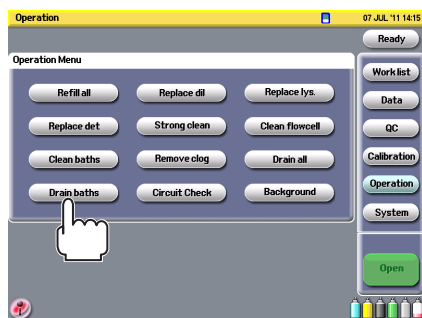 Operation 07 JUL '11 14:15
Ready
Operation Menu
Refill all Replace dil Replace lys.
Replace det Strong clean Clean flowcell
Clean baths Remove clog Drain all
Drain baths Circuit Check Background
Worklist
Data
QC
Calibration
Operation
System
Open